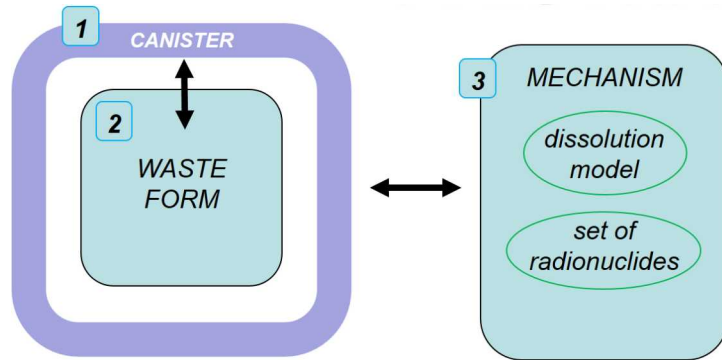 1
CANISTER
2
WASTE
FORM
3
MECHANISM
dissolution
model
set of
radionuclides